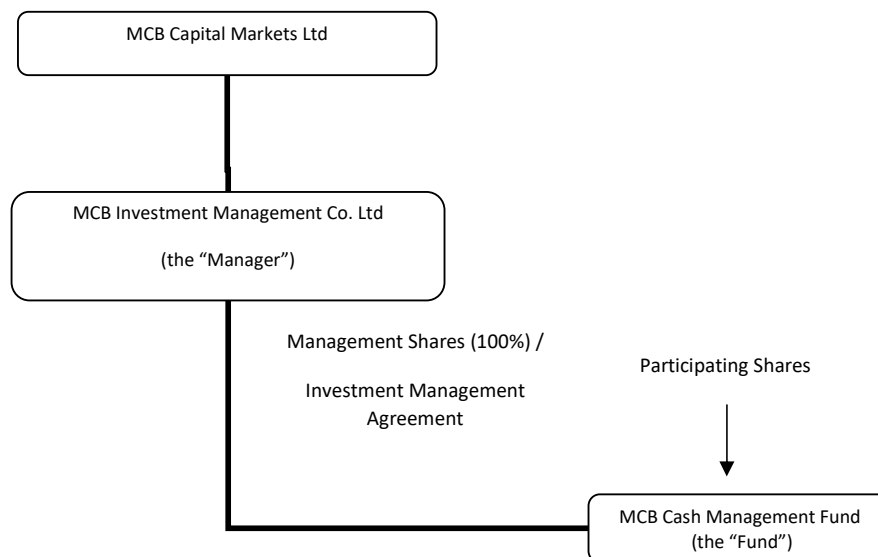 MCB Capital Markets Ltd
MCB Investment Management Co. Ltd
(the “Manager”)
Management Shares (100%) /
Investment Management
Agreement
Participating Shares
MCB Cash Management Fund
(the “Fund”)